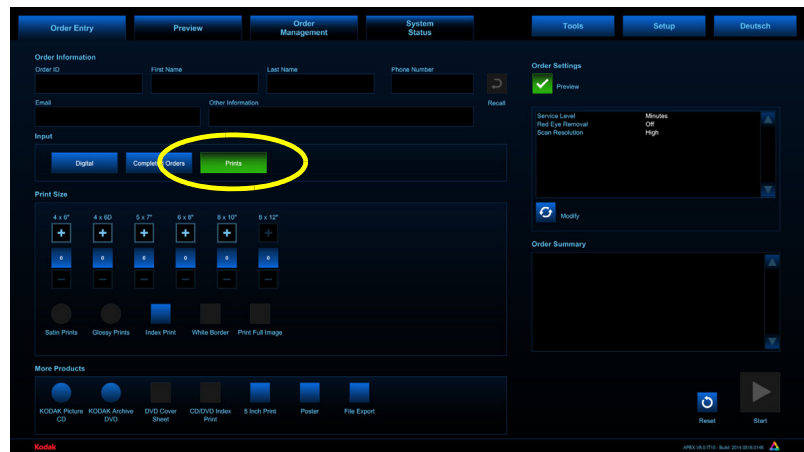 Order Entry
Preview
Order
Management
System
Status
Tools
Setup
Deutsch
Order Information
Order ID
First Name
Last Name
Phone Number
Recall
Email
Other Information
Input
Digital
Complete Orders
Prints
Print Size
4 x 6"
4 x 6D
5 x 7"
6 x 8"
8 x 10"
8 x 12"
0
0
0
0
0
0
Satin Prints
Glossy Prints
Index Print
White Border
Print Full Image
More Products
KODAK Picture
CD
KODAK Archive
DVD
DVD Cover
Sheet
CD/DVD Index
Print
5 Inch Print
Poster
File Export
Order Settings
Preview
Service Level Minutes
Red Eye Removal Off
Scan Resolution High
Modify
Order Summary
Reset
Start
Kodak